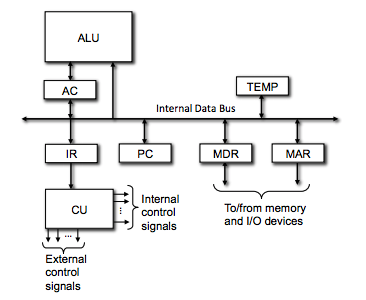 ALU
AC
TEMP
Internal Data Bus
IR
PC
MDR
MAR
CU
...
Internal
control
signals
To/from memory
and I/O devices
...
External
control
signals